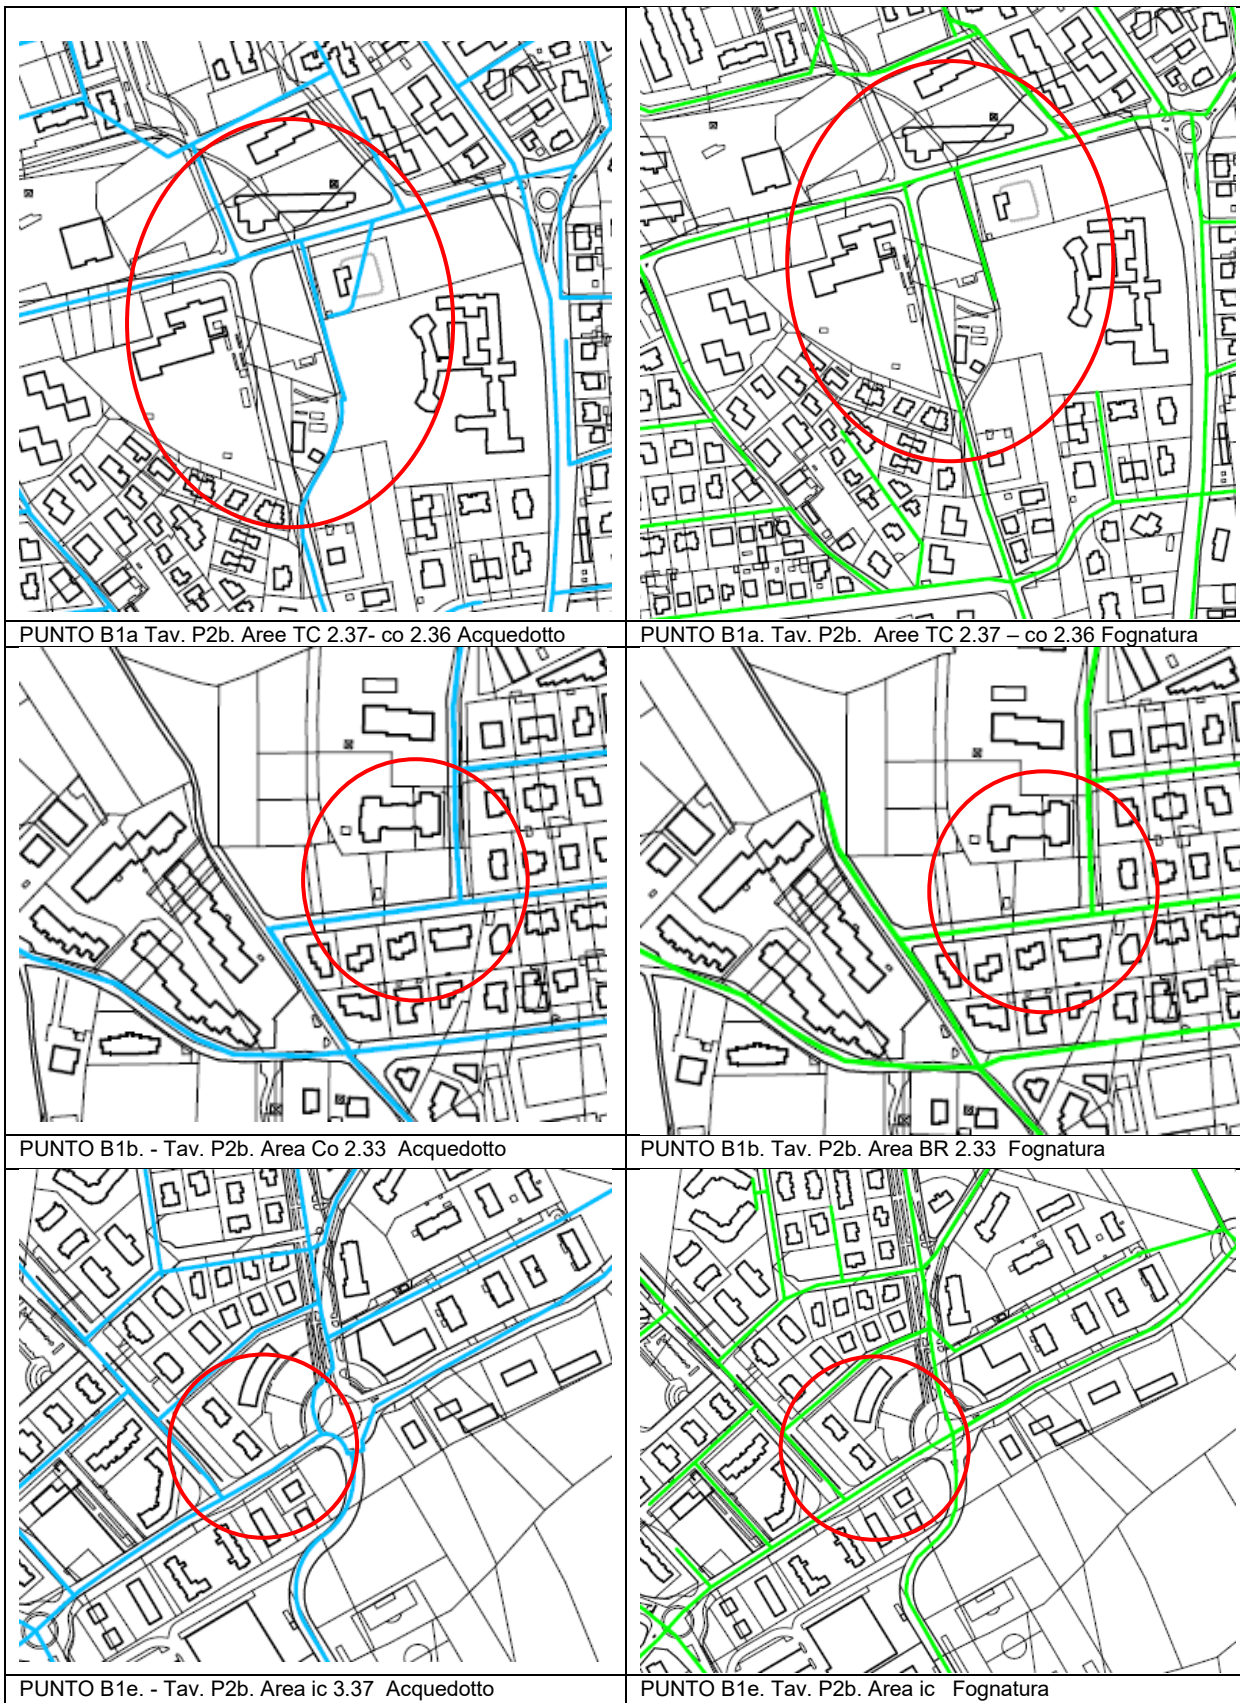 PUNTO B1a Tav. P2b. Aree TC 2.37- co 2.36 Acquedotto
PUNTO B1a. Tav. P2b. Aree TC 2.37 – co 2.36 Fognatura
PUNTO B1b. - Tav. P2b. Area Co 2.33 Acquedotto
PUNTO B1b. Tav. P2b. Area BR 2.33 Fognatura
PUNTO B1e. - Tav. P2b. Area ic 3.37 Acquedotto
PUNTO B1e. Tav. P2b. Area ic Fognatura